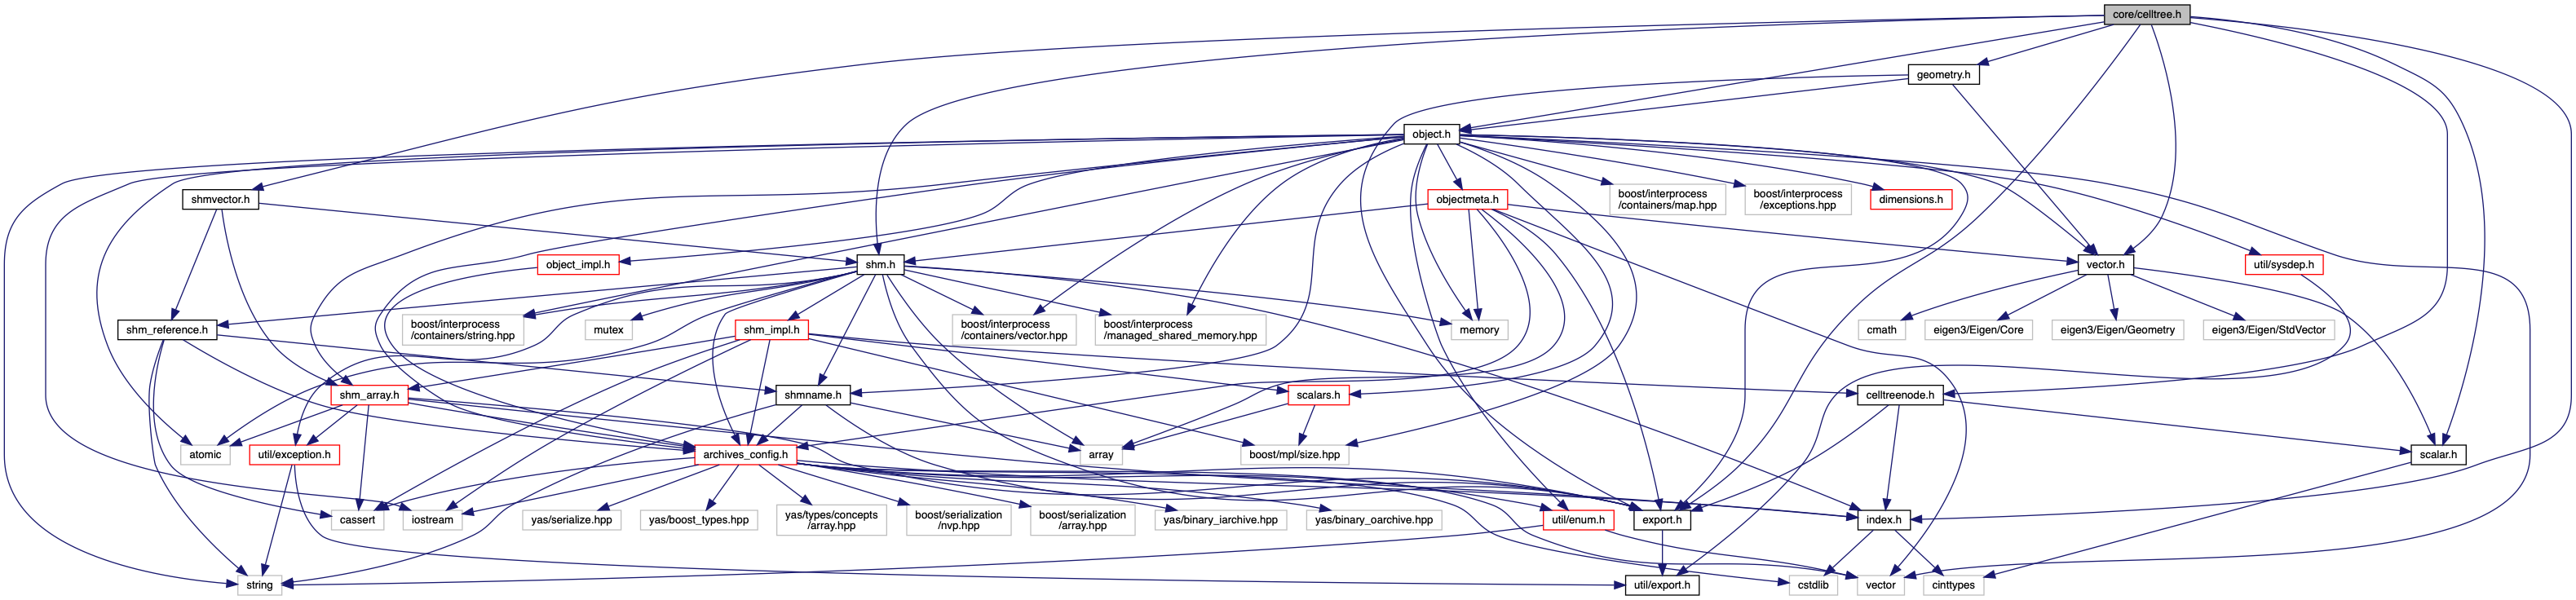 core/celltree.h
geometry.h
object.h
shmvector.h
objectmeta.h
boost/interprocess
/containers/map.hpp
boost/interprocess
/exceptions.hpp
dimensions.h
object_impl.h
shm.h
vector.h
util/sysdep.h
shm_reference.h
boost/interprocess
/containers/string.hpp
mutex
shm_impl.h
boost/interprocess
/containers/vector.hpp
boost/interprocess
/managed_shared_memory.hpp
memory
cmath
eigen3/Eigen/Core
eigen3/Eigen/Geometry
eigen3/Eigen/StdVector
shm_array.h
shmname.h
scalars.h
celltreenode.h
atomic
util/exception.h
archives_config.h
array
boost/mpl/size.hpp
scalar.h
cassert
iostream
yas/serialize.hpp
yas/boost_types.hpp
yas/types/concepts
/array.hpp
boost/serialization
/nvp.hpp
boost/serialization
/array.hpp
yas/binary_iarchive.hpp
yas/binary_oarchive.hpp
util/enum.h
export.h
index.h
string
util/export.h
cstdlib
vector
cinttypes